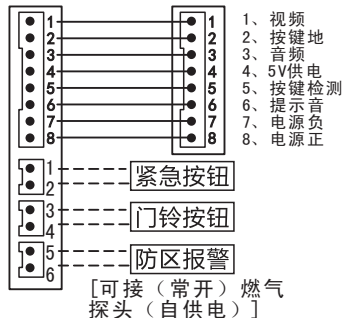 1 1 1、视频
2 2 2、按键地
3 3 3、音频
4 4 4、5V供电
5 5 5、按键检测
6 6 6、提示音
7 7 7、电源负
8 8 8、电源正
1
2
紧急按钮
3
4
门铃按钮
5
6
防区报警
[可接（常开）燃气
探头（自供电）]